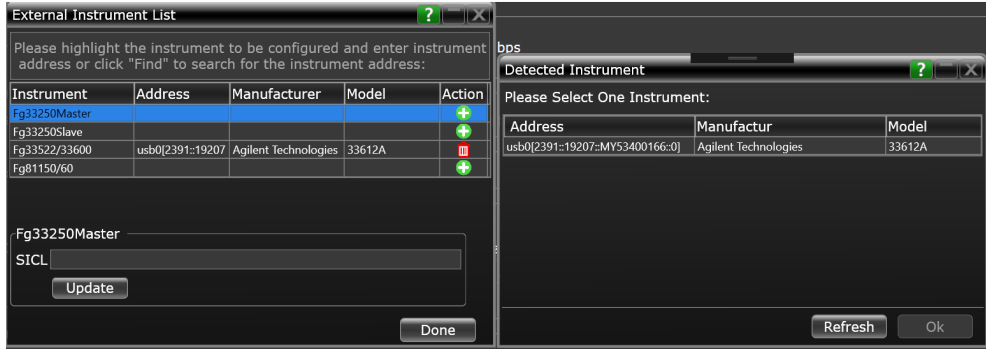 External Instrument List
?
X
Please highlight the instrument to be configured and enter instrument
address or click "Find" to search for the instrument address:
Instrument Address Manufacturer Model Action
Fg33250Master
Fg33250Slave
Fg33522/33600 usb0[2391::19207 Agilent Technologies 33612A
Fg81150/60
Fg33250Master
SICL
Update
Done
bps
Detected Instrument
?
X
Please Select One Instrument:
Address Manufactur Model
usb0[2391::19207::MY53400166::0] Agilent Technologies 33612A
Refresh Ok